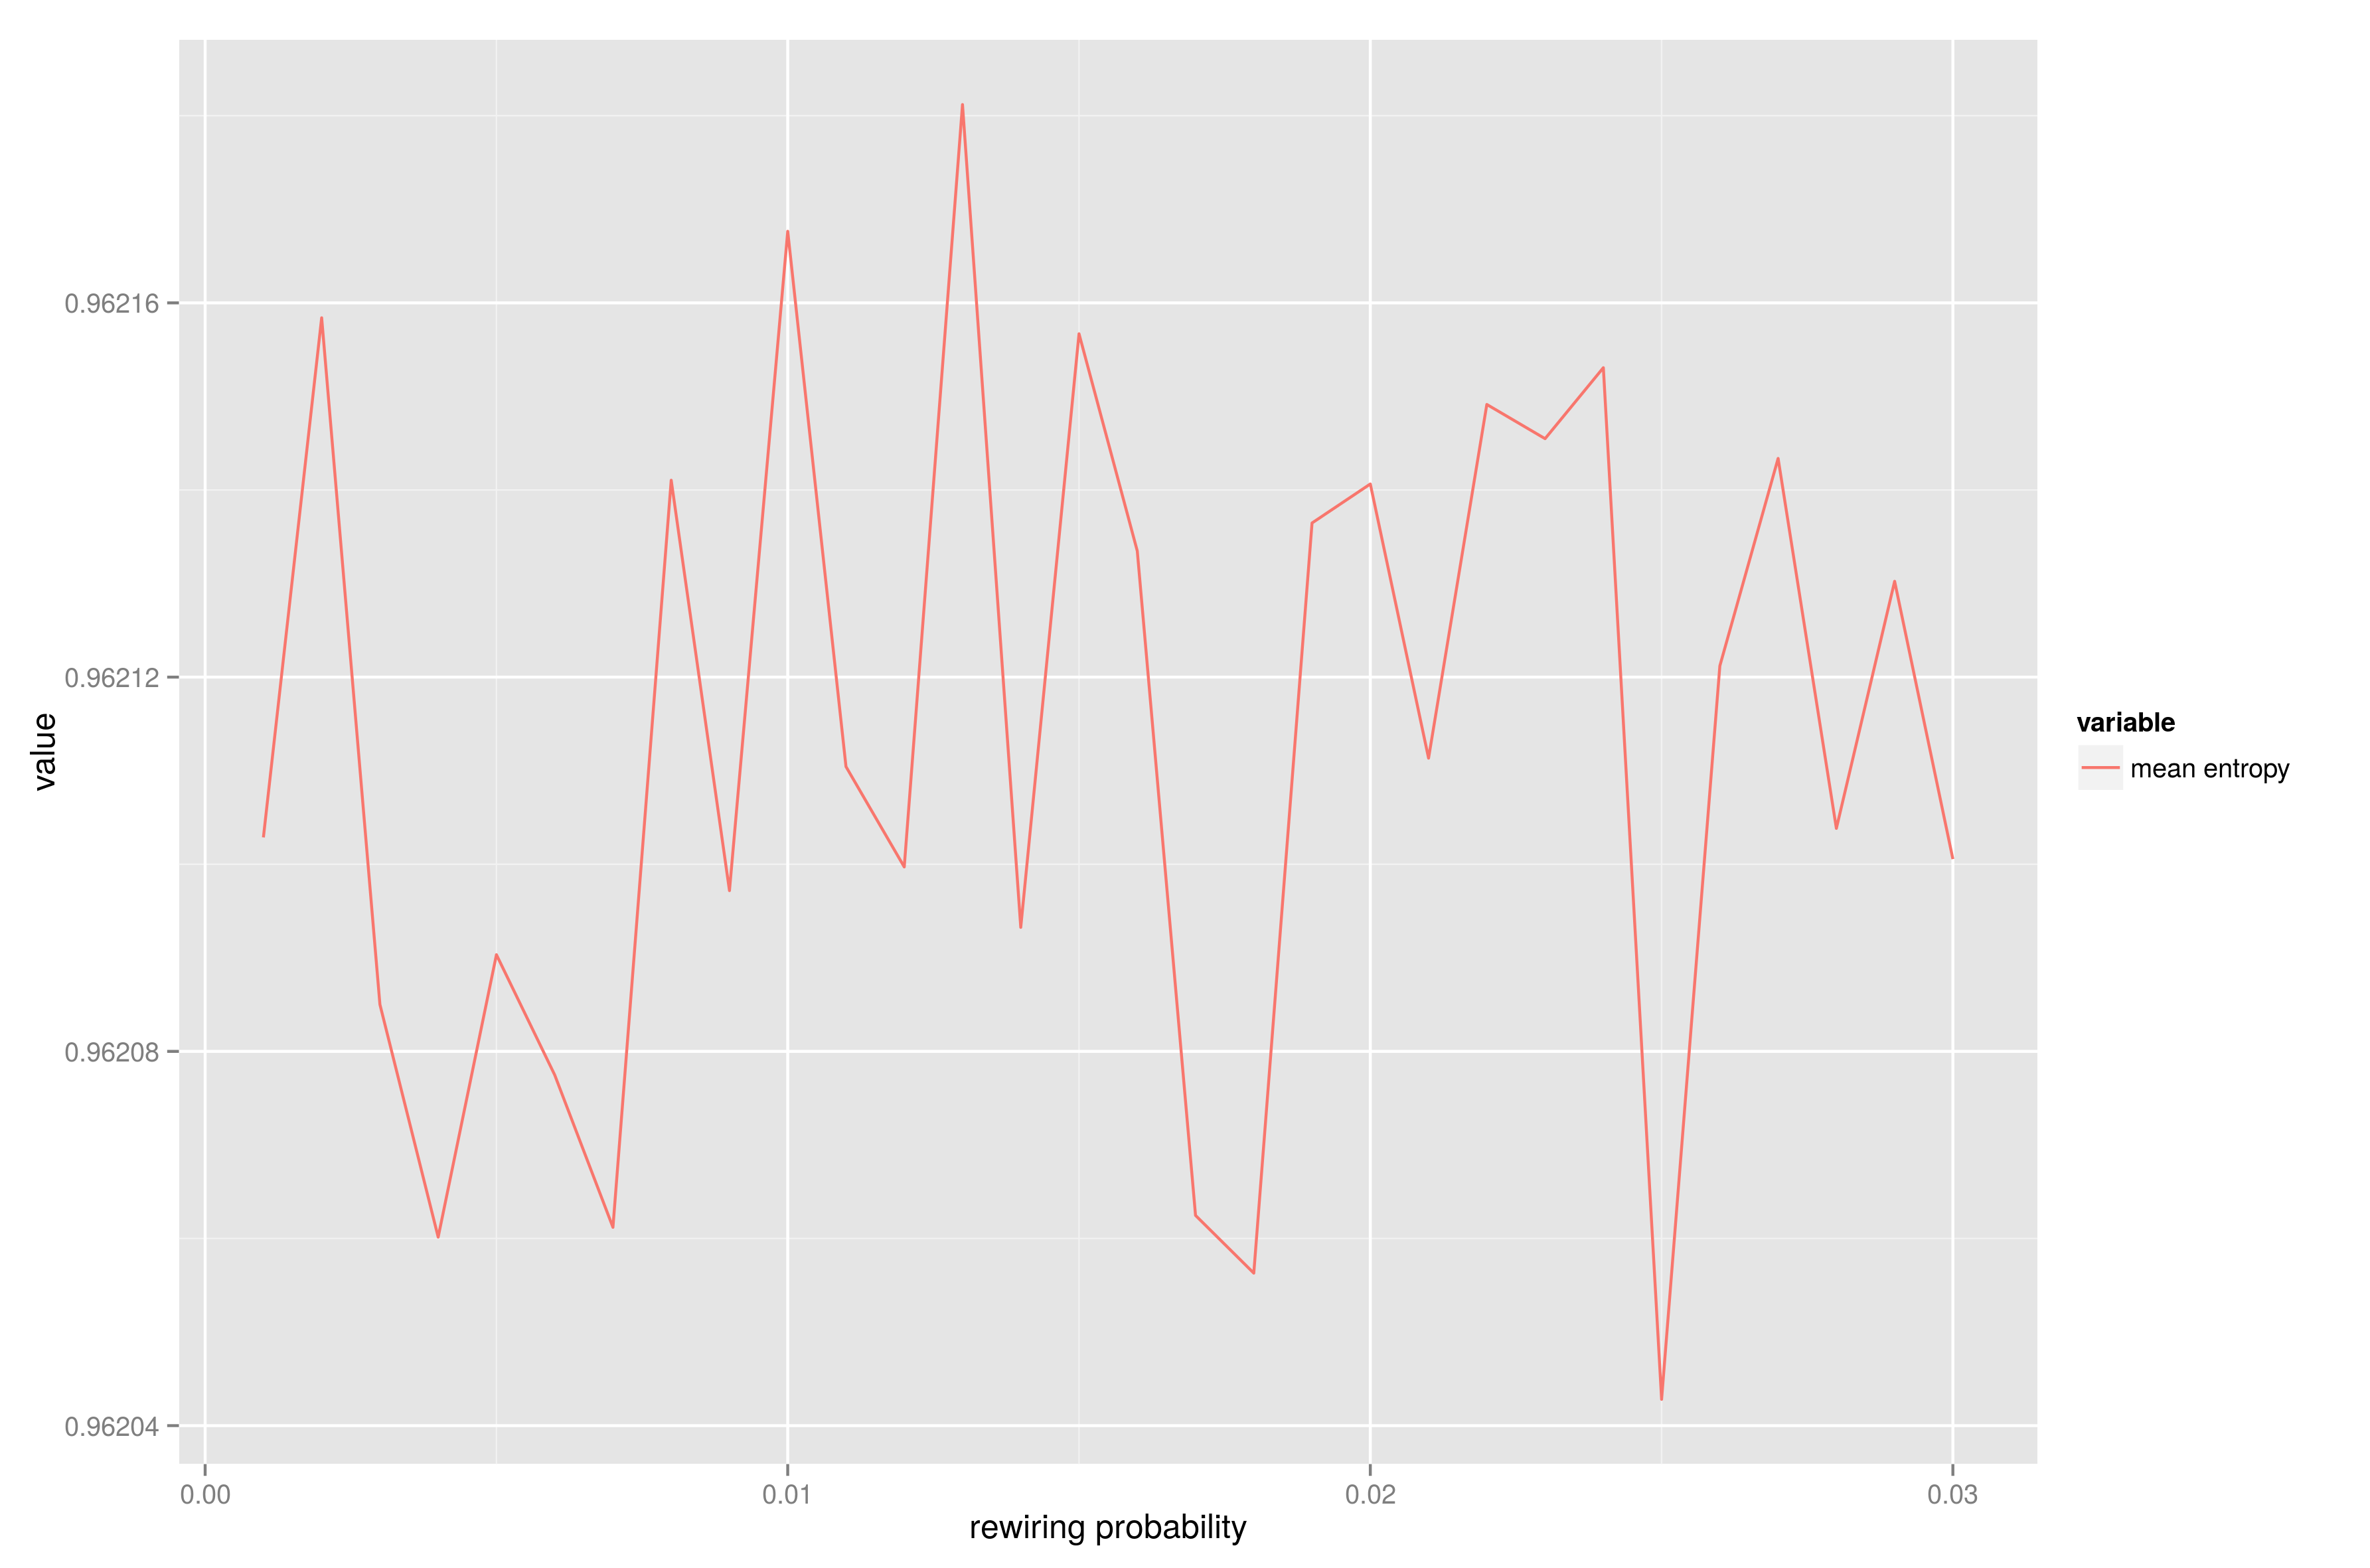 0.96216
0.96212
0.96208
0.96204
value
0.00 0.01 0.02 0.03
rewiring probability
variable
mean entropy